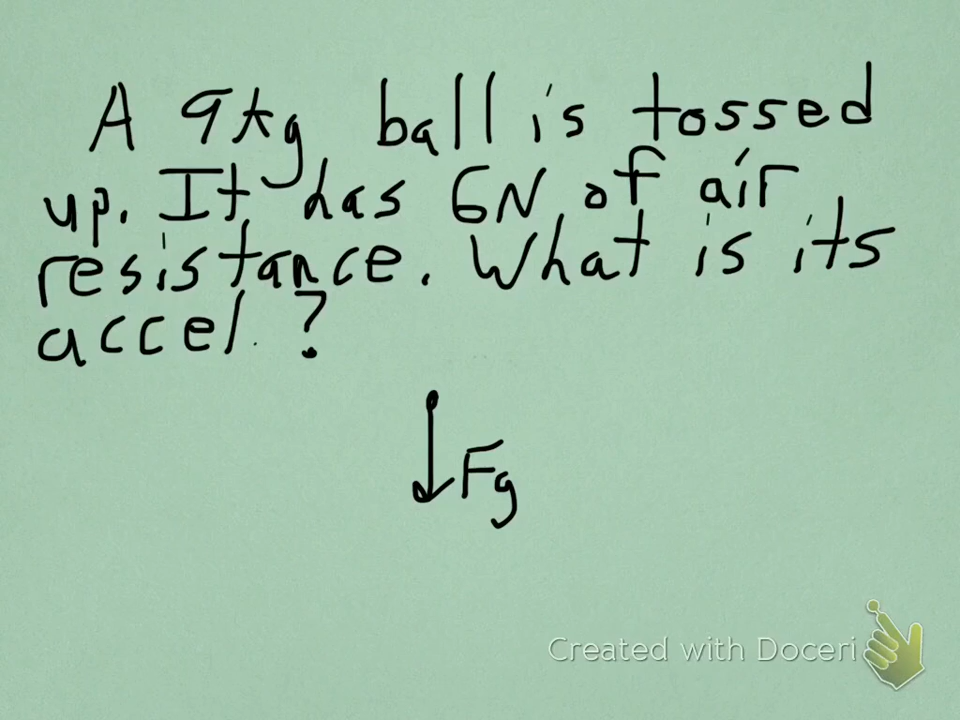 A 9kg ball is tossed
up. It has 6N of air
resistance. What is its
accel.?
Fg
Created with Doceri